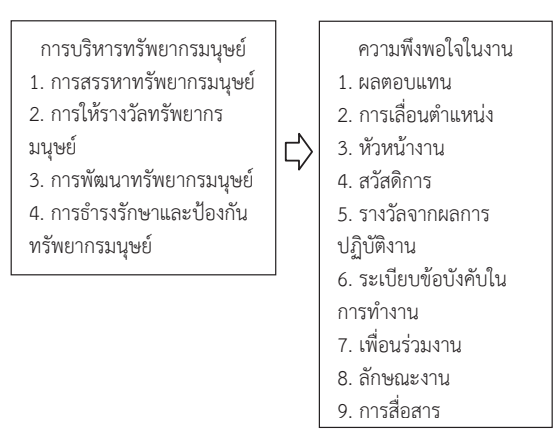 การบริหารทรัพยากรมนุษย์
1. การสรรหาทรัพยากรมนุษย์
2. การให้รางวัลทรัพยากร
มนุษย์
3. การพัฒนาทรัพยากรมนุษย์
4. การธำรงรักษาและป้องกัน
ทรัพยากรมนุษย์
ความพึงพอใจในงาน
1. ผลตอบแทน
2. การเลื่อนตำแหน่ง
3. หัวหน้างาน
4. สวัสดิการ
5. รางวัลจากผลการ
ปฏิบัติงาน
6. ระเบียบข้อบังคับใน
การทำงาน
7. เพื่อนร่วมงาน
8. ลักษณะงาน
9. การสื่อสาร